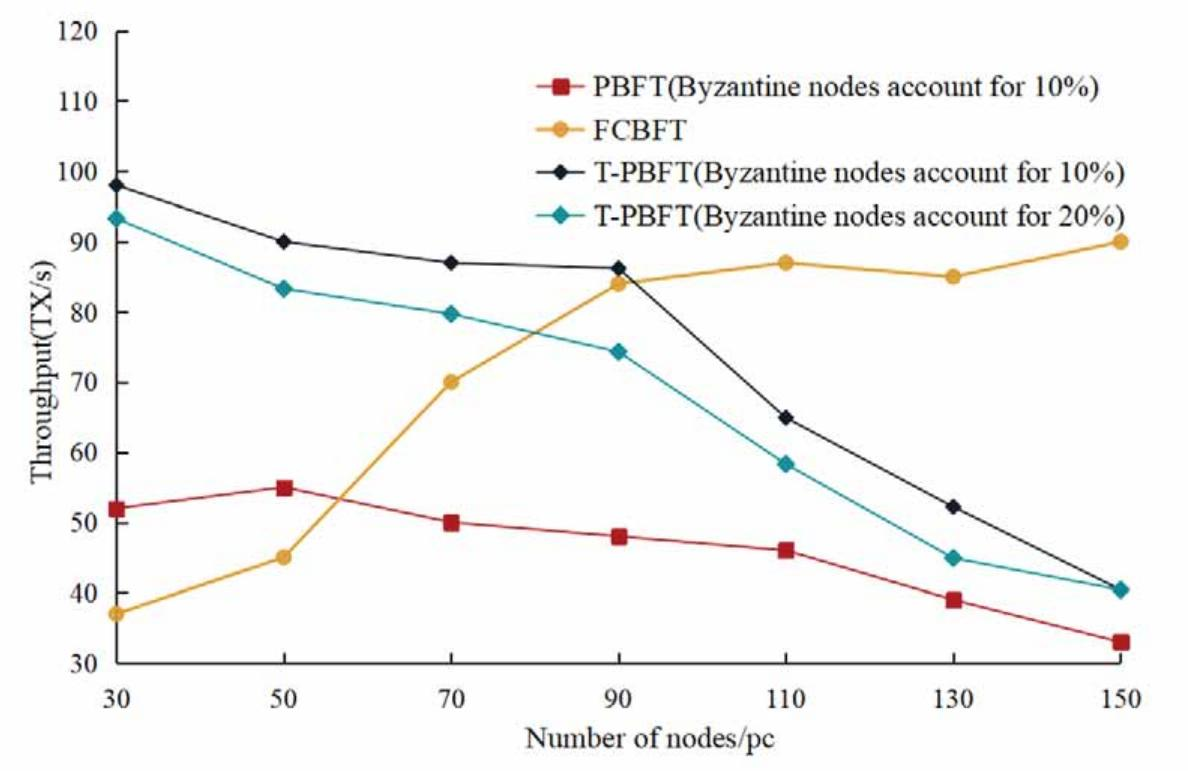 120
110
100
90
80
70
60
50
40
30
Throughput(TX/s)
PBFT(Byzantine nodes account for 10%)
FCBFT
T-PBFT(Byzantine nodes account for 10%)
T-PBFT(Byzantine nodes account for 20%)
30 50 70 90 110 130 150
Number of nodes/pc